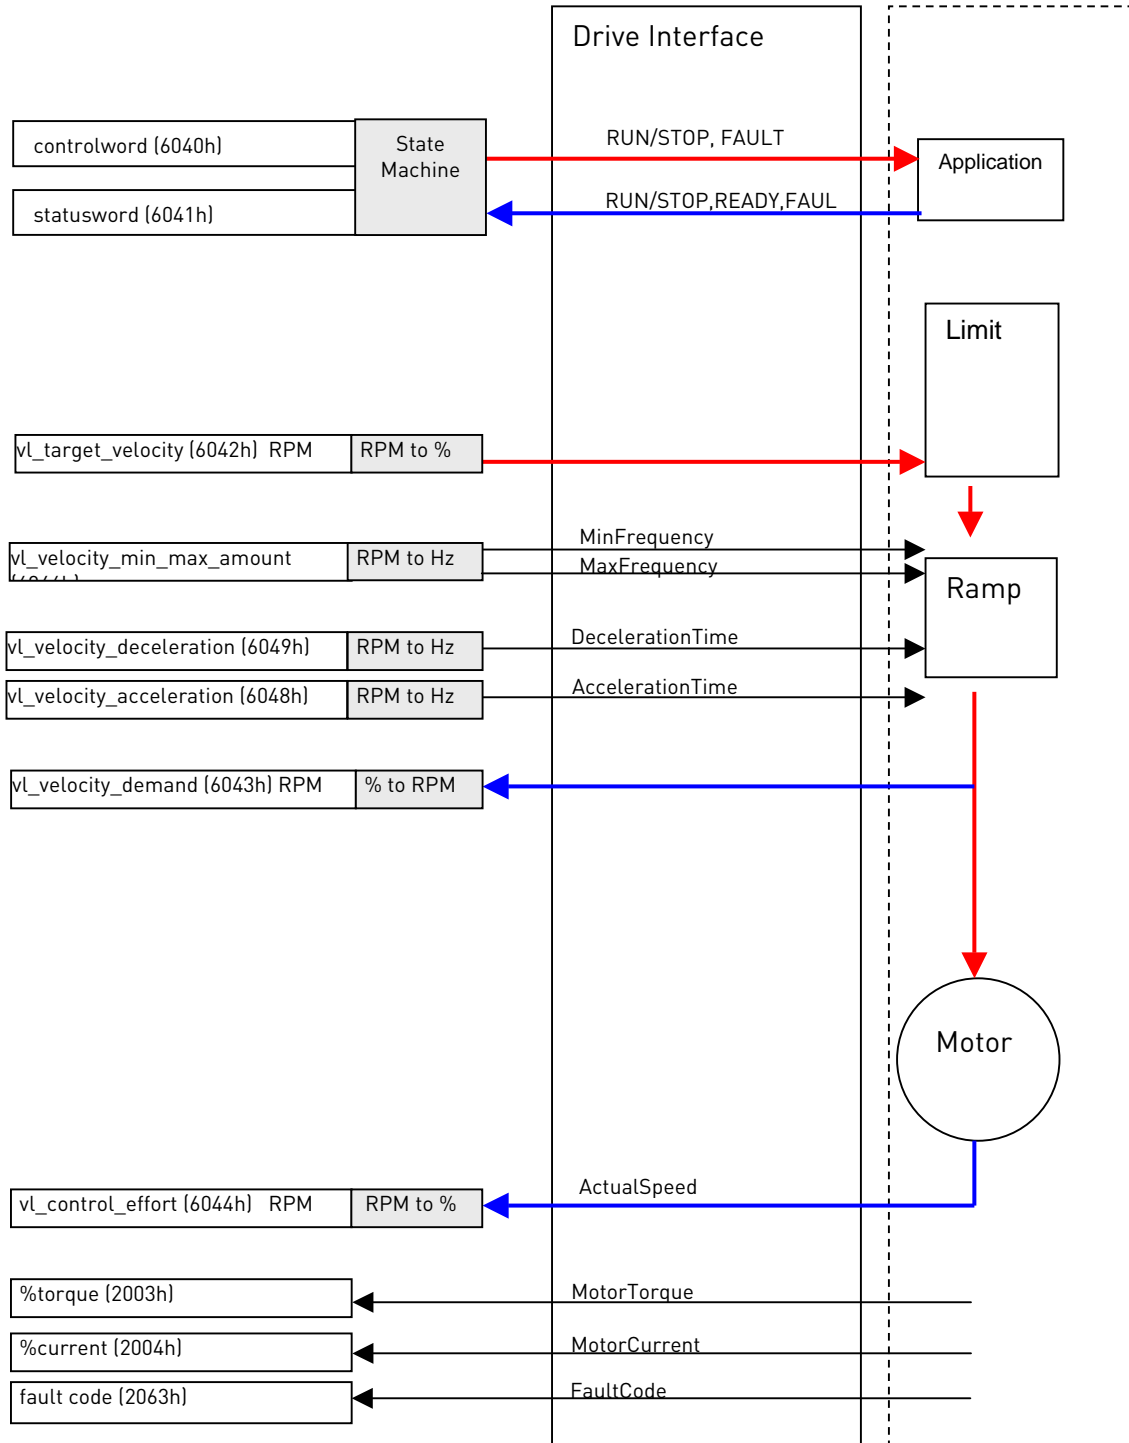 Drive Interface
controlword (6040h)
State
Machine
RUN/STOP, FAULT
Application
statusword (6041h)
RUN/STOP,READY,FAUL
Limit
vl_target_velocity (6042h) RPM
RPM to %
MinFrequency
vl_velocity_min_max_amount
RPM to Hz
MaxFrequency
Ramp
vl_velocity_deceleration (6049h)
RPM to Hz
DecelerationTime
vl_velocity_acceleration (6048h)
RPM to Hz
AccelerationTime
vl_velocity_demand (6043h) RPM
% to RPM
Motor
vl_control_effort (6044h) RPM
RPM to %
ActualSpeed
%torque (2003h)
MotorTorque
%current (2004h)
MotorCurrent
fault code (2063h)
FaultCode